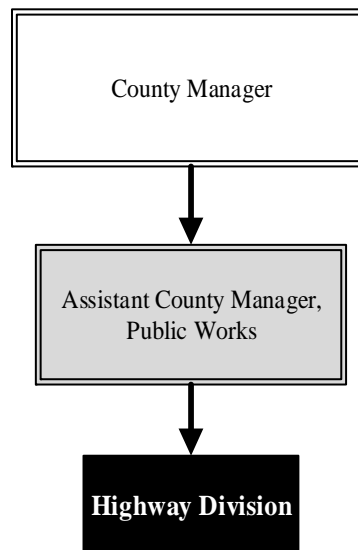 County Manager
Assistant County Manager,
Public Works
Highway Division